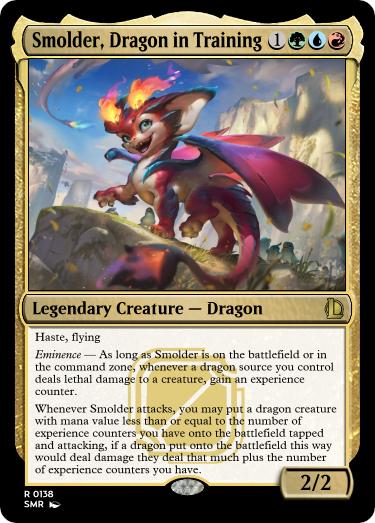 Smolder, Dragon in Training 1
Legendary Creature — Dragon
Haste, flying
Eminence — As long as Smolder is on the battlefield or in
the command zone, whenever a dragon source you control
deals lethal damage to a creature, gain an experience
counter.
Whenever Smolder attacks, you may put a dragon creature
with mana value less than or equal to the number of
experience counters you have onto the battlefield tapped
and attacking, if a dragon put onto the battlefield this way
would deal damage they deal that much plus the number
of experience counters you have.
2/2
R 0138
SMR